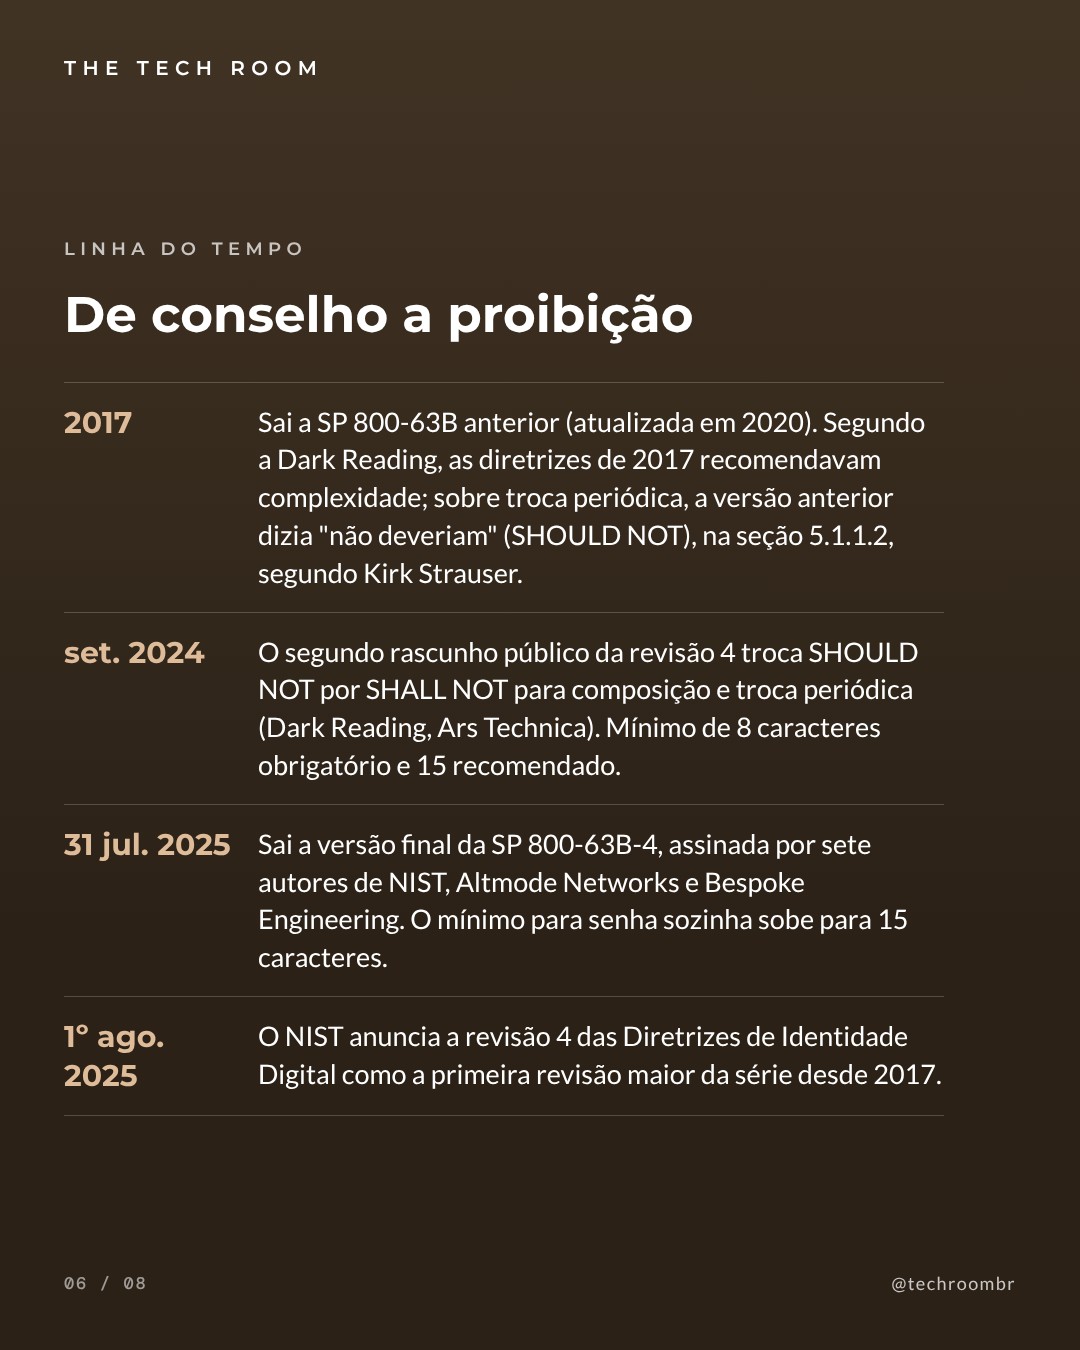 THE TECH ROOM
LINHA DO TEMPO
De conselho a proibição
2017
Sai a SP 800-63B anterior (atualizada em 2020). Segundo
a Dark Reading, as diretrizes de 2017 recomendavam
complexidade; sobre troca periódica, a versão anterior
dizia "não deveriam" (SHOULD NOT), na seção 5.1.1.2,
segundo Kirk Strauser.
set. 2024
O segundo rascunho público da revisão 4 troca SHOULD
NOT por SHALL NOT para composição e troca periódica
(Dark Reading, Ars Technica). Mínimo de 8 caracteres
obrigatório e 15 recomendado.
31 jul. 2025
Sai a versão final da SP 800-63B-4, assinada por sete
autores de NIST, Altmode Networks e Bespoke
Engineering. O mínimo para senha sozinha sobe para 15
caracteres.
1º ago.
2025
O NIST anuncia a revisão 4 das Diretrizes de Identidade
Digital como a primeira revisão maior da série desde 2017.
06 / 08
@techroombr